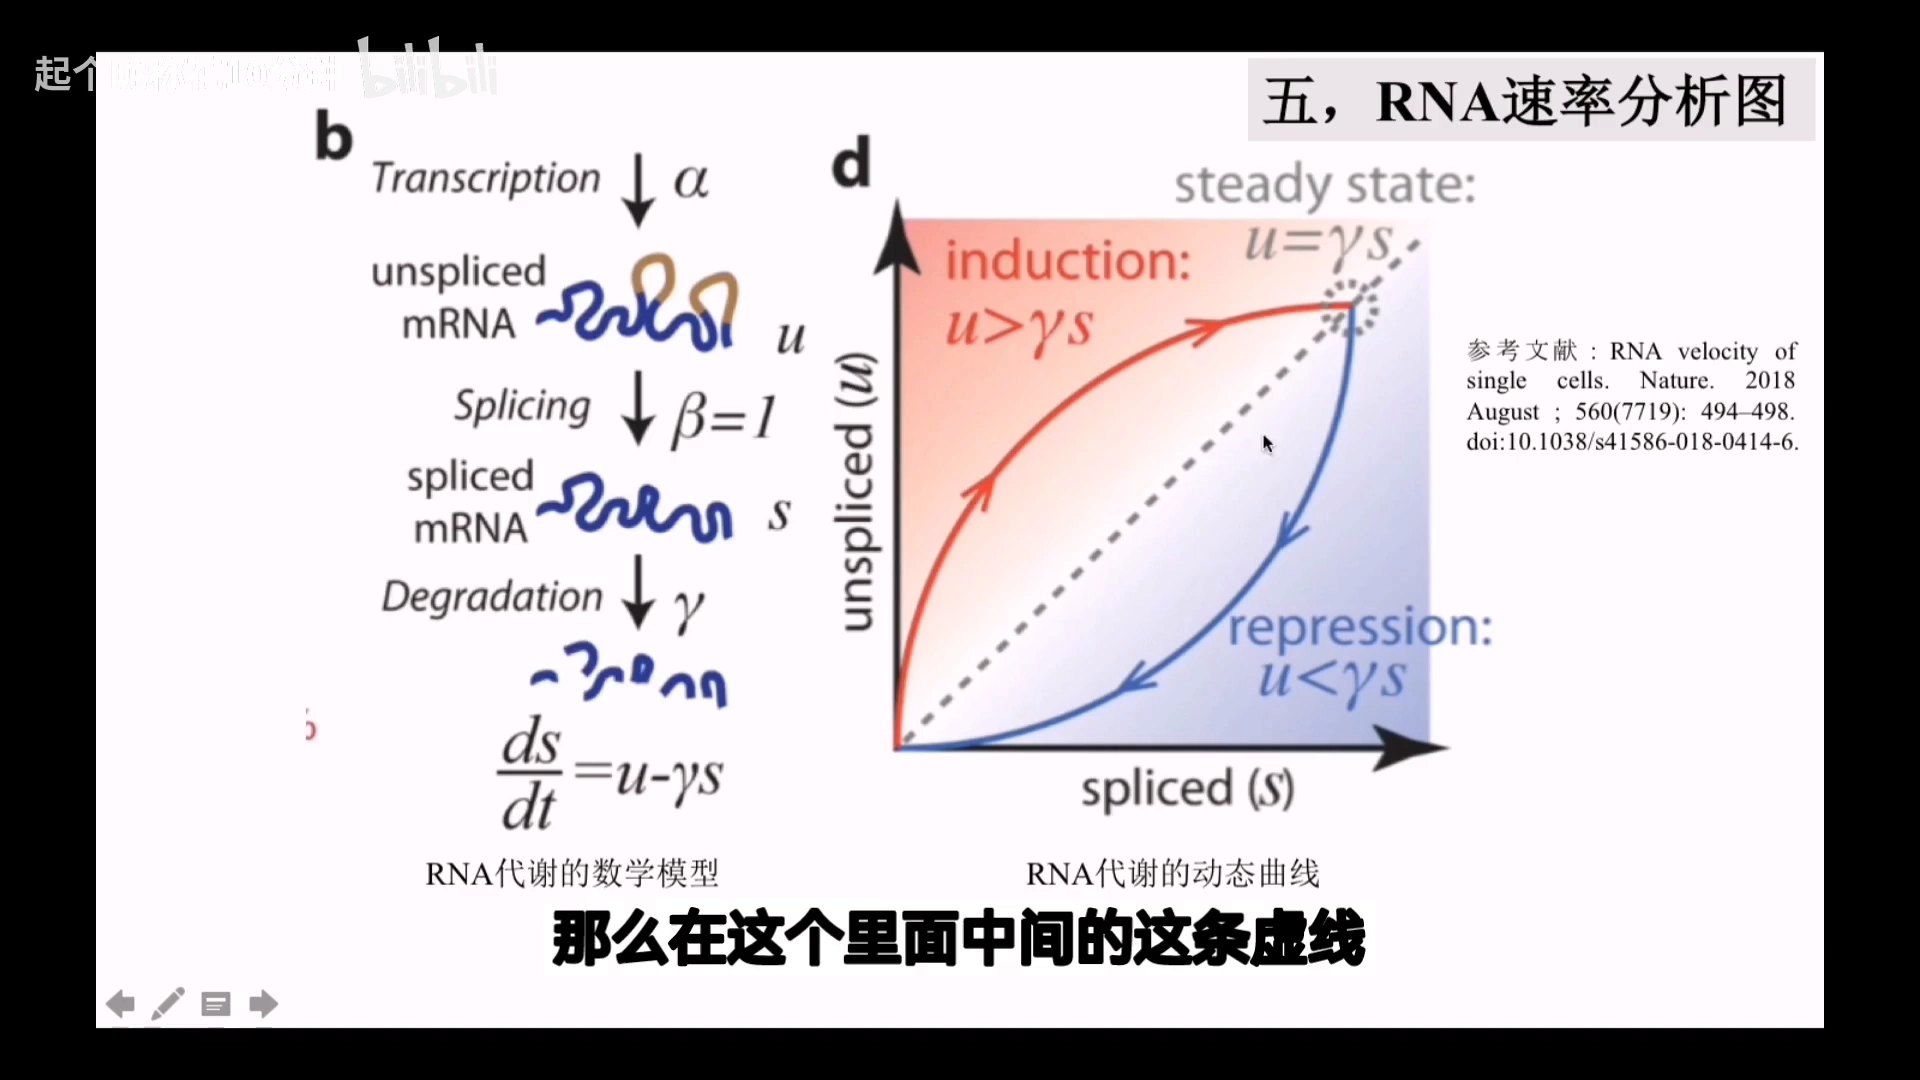 bilibili
五，RNA速率分析图
b
Transcription α
unspliced
mRNA
u
Splicing β=1
spliced
mRNA
s
Degradation γ
ds
dt
=u-γs
RNA代谢的数学模型
d
steady state:
u=γs
induction:
u>γs
unspliced (u)
repression:
u<γs
spliced (s)
RNA代谢的动态曲线
参考文献：RNA velocity of
single cells. Nature. 2018
August ; 560(7719): 494–498.
doi:10.1038/s41586-018-0414-6.
那么在这个里面中间的这条虚线